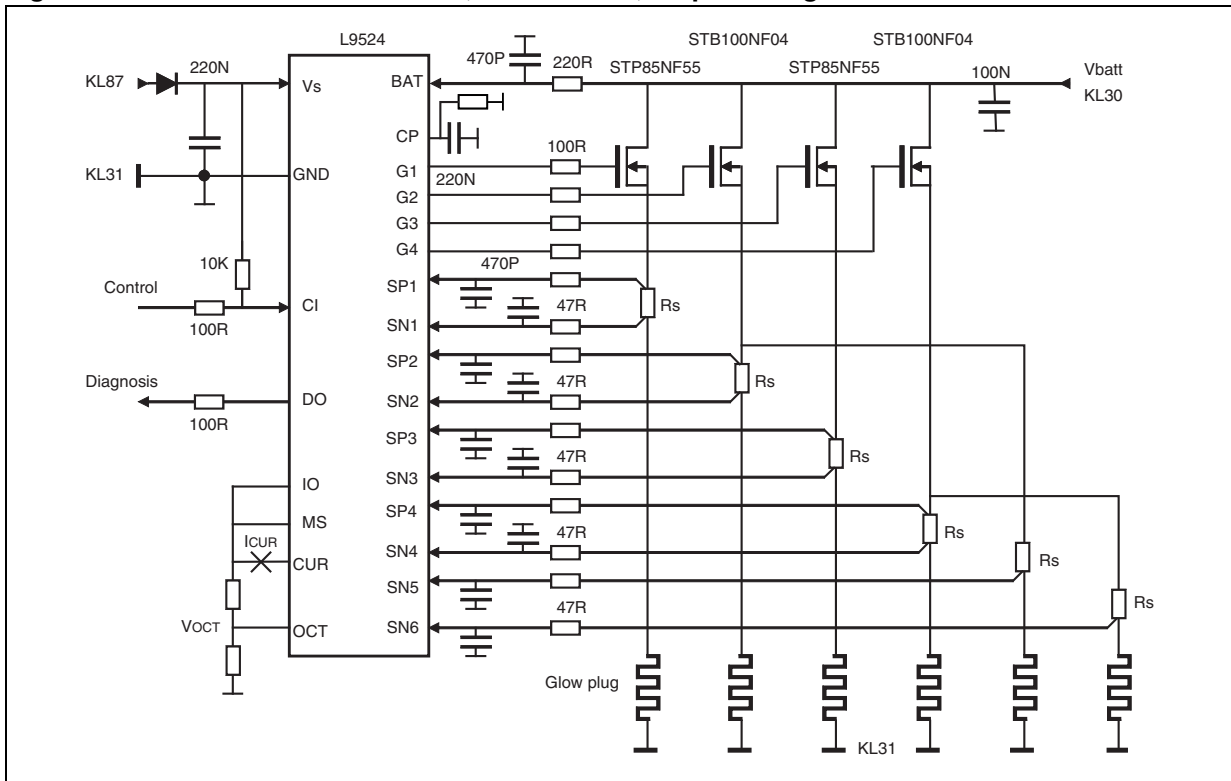 L9524
STB100NF04 STB100NF04
STP85NF55 STP85NF55
KL87
220N
Vs
BAT
470P
220R
100N
Vbatt
KL30
CP
KL31
GND
G1
100R
220N
G2
G3
G4
10K
Control
100R
CI
SP1
470P
Rs
SN1
47R
SP2
Rs
Diagnosis
100R
DO
SN2
47R
SP3
Rs
SN3
47R
IO
SP4
MS
Rs
ICUR
CUR
SN4
47R
SN5
Rs
VOCT
OCT
SN6
47R
Rs
Glow plug
KL31